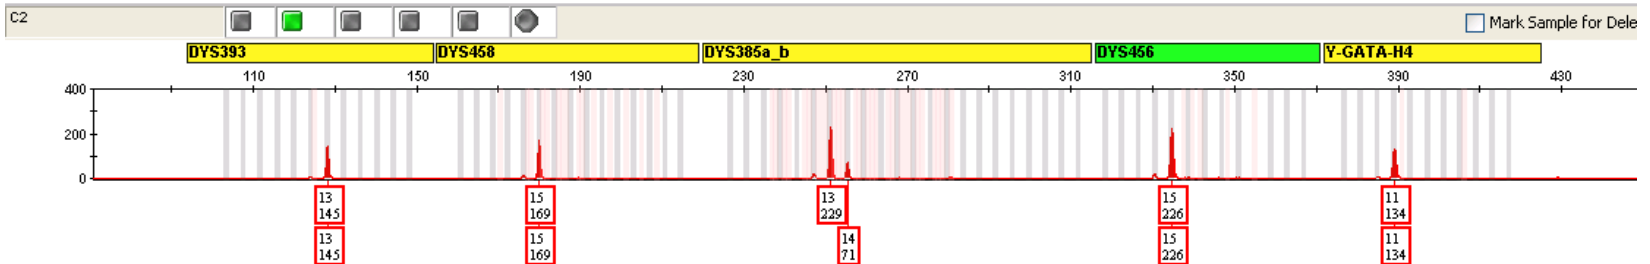 C2
Mark Sample for Dele
DYS393 DYS458 DYS385a_b DYS456 Y-GATA-H4
110 150 190 230 270 310 350 390 430
400
200
0
13 15 13 15 11
145 169 229 226 134
13 15 14 15 11
145 169 71 226 134